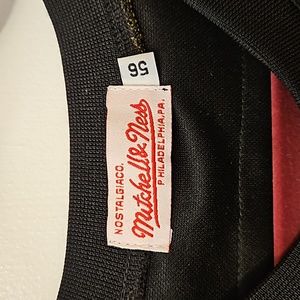 56
NOSTALGIA CO.
Mitchell & Ness
PHILADELPHIA, PA.